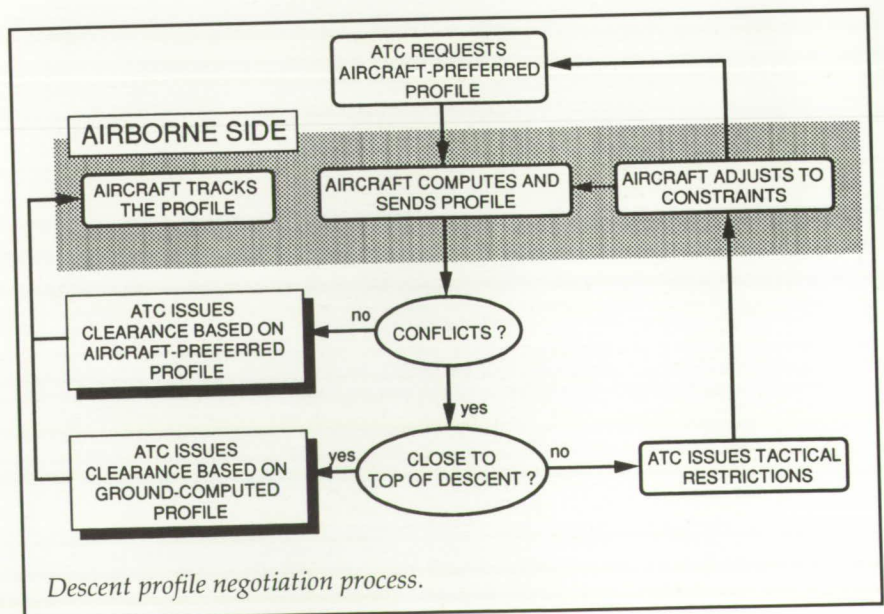 ATC REQUESTS
AIRCRAFT-PREFERRED
PROFILE
AIRBORNE SIDE
AIRCRAFT TRACKS
THE PROFILE
AIRCRAFT COMPUTES AND
SENDS PROFILE
AIRCRAFT ADJUSTS TO
CONSTRAINTS
ATC ISSUES
CLEARANCE BASED ON
AIRCRAFT-PREFERRED
PROFILE
no
CONFLICTS ?
yes
ATC ISSUES
CLEARANCE BASED ON
GROUND-COMPUTED
PROFILE
yes
CLOSE TO
TOP OF DESCENT ?
no
ATC ISSUES TACTICAL
RESTRICTIONS
Descent profile negotiation process.